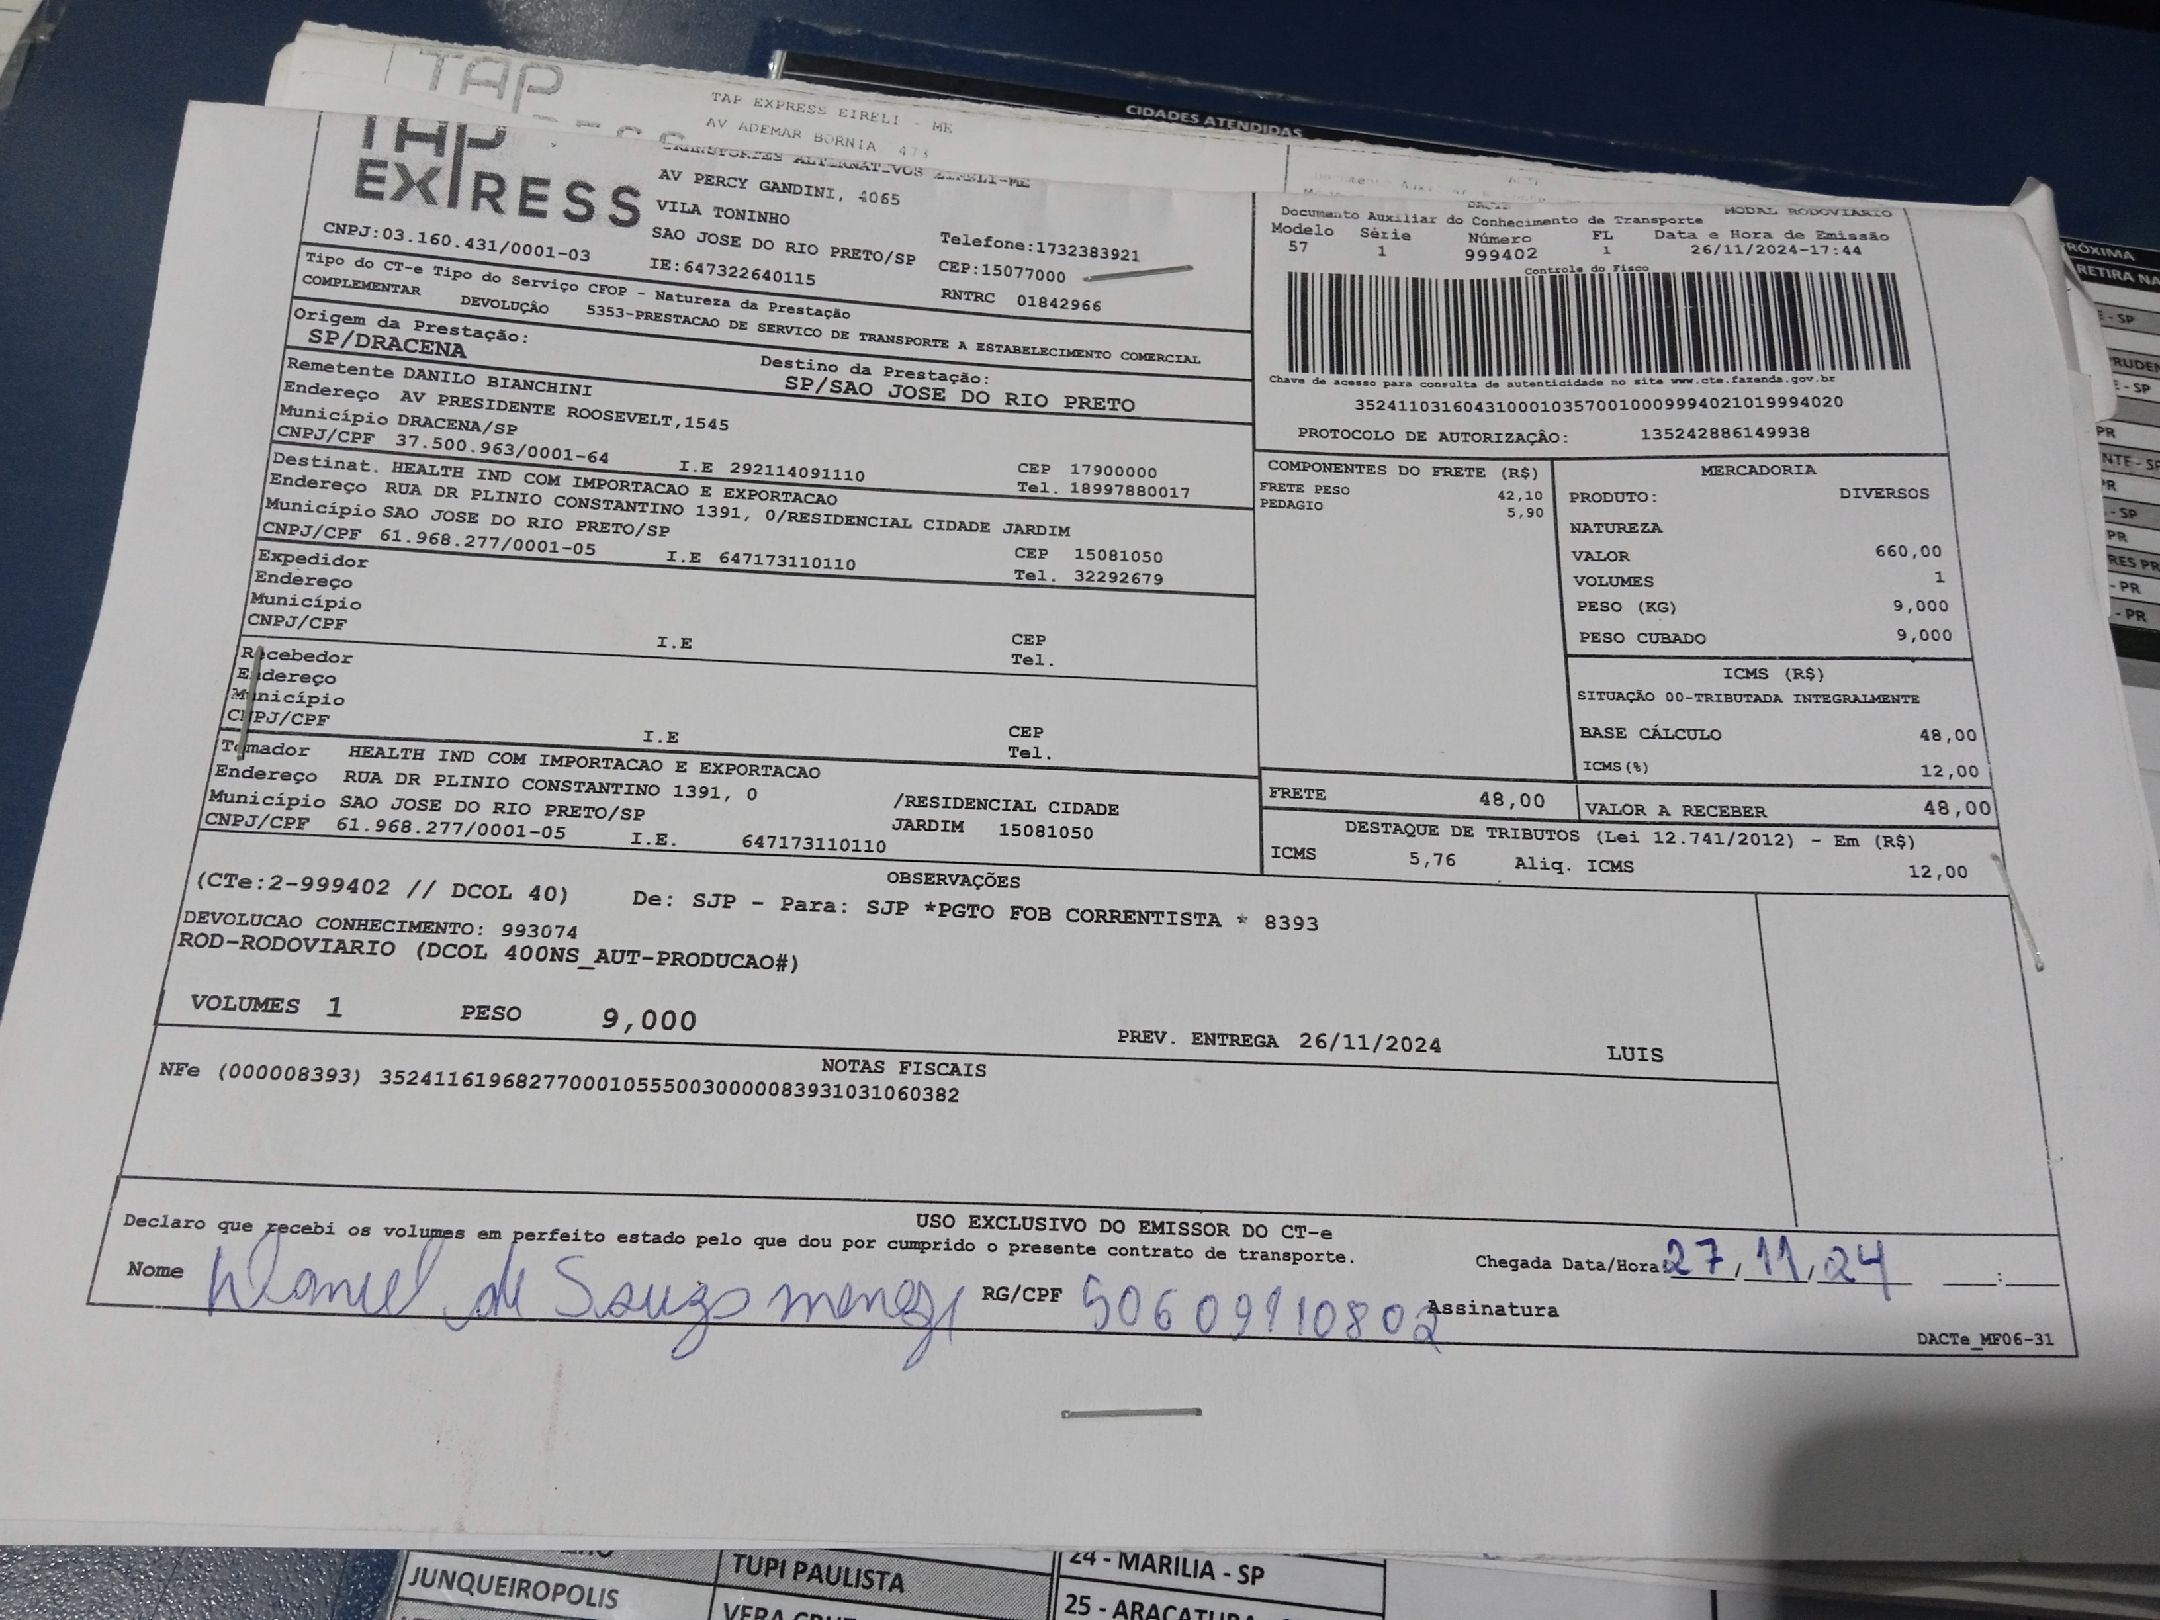 TAP
TAP EXPRESS EIRELI - ME
AV ADEMAR BORNIA 473
CIDADES ATENDIDAS
TAP
EXPRESS
TRANSPORTES ALTERNATIVOS EIRELI-ME
AV PERCY GANDINI, 4065
VILA TONINHO
SAO JOSE DO RIO PRETO/SP
Telefone:1732383921
CNPJ:03.160.431/0001-03
IE:647322640115
CEP:15077000
RNTRC 01842966
Tipo do CT-e Tipo do Serviço CFOP - Natureza da Prestação
COMPLEMENTAR DEVOLUÇÂO 5353-PRESTACAO DE SERVICO DE TRANSPORTE A ESTABELECIMENTO COMERCIAL
Origem da Prestação:
SP/DRACENA
Destino da Prestação:
SP/SAO JOSE DO RIO PRETO
Remetente DANILO BIANCHINI
Endereço AV PRESIDENTE ROOSEVELT,1545
Município DRACENA/SP
CNPJ/CPF 37.500.963/0001-64 I.E 292114091110
CEP 17900000
Tel. 18997880017
Destinat. HEALTH IND COM IMPORTACAO E EXPORTACAO
Endereço RUA DR PLINIO CONSTANTINO 1391, 0/RESIDENCIAL CIDADE JARDIM
Município SAO JOSE DO RIO PRETO/SP
CNPJ/CPF 61.968.277/0001-05 I.E 647173110110
CEP 15081050
Tel. 32292679
Expedidor
Endereço
Município
CNPJ/CPF I.E
CEP
Tel.
Recebedor
Endereço
Município
CNPJ/CPF I.E
CEP
Tel.
Tomador HEALTH IND COM IMPORTACAO E EXPORTACAO
Endereço RUA DR PLINIO CONSTANTINO 1391, 0 /RESIDENCIAL CIDADE
Município SAO JOSE DO RIO PRETO/SP JARDIM 15081050
CNPJ/CPF 61.968.277/0001-05 I.E. 647173110110
DACTE
MODAL RODOVIARIO
Documento Auxiliar do Conhecimento de Transporte
Modelo Série Número FL Data e Hora de Emissão
57 1 999402 1 26/11/2024-17:44
Controle do Fisco
Chave de acesso para consulta de autenticidade no site www.cte.fazenda.gov.br
35241103160431000103570010009994021019994020
PROTOCOLO DE AUTORIZAÇÂO: 135242886149938
COMPONENTES DO FRETE (R$)
FRETE PESO 42,10
PEDAGIO 5,90
MERCADORIA
PRODUTO: DIVERSOS
NATUREZA
VALOR 660,00
VOLUMES 1
PESO (KG) 9,000
PESO CUBADO 9,000
ICMS (R$)
SITUAÇÃO 00-TRIBUTADA INTEGRALMENTE
BASE CÁLCULO 48,00
ICMS(%) 12,00
FRETE 48,00
VALOR A RECEBER 48,00
DESTAQUE DE TRIBUTOS (Lei 12.741/2012) - Em (R$)
ICMS 5,76 Aliq. ICMS 12,00
OBSERVAÇÕES
(CTe:2-999402 // DCOL 40) De: SJP - Para: SJP *PGTO FOB CORRENTISTA * 8393
DEVOLUCAO CONHECIMENTO: 993074
ROD-RODOVIARIO (DCOL 400NS_AUT-PRODUCAO#)
VOLUMES 1 PESO 9,000
PREV. ENTREGA 26/11/2024 LUIS
NOTAS FISCAIS
NFe (000008393) 35241161968277000105550030000083931031060382
USO EXCLUSIVO DO EMISSOR DO CT-e
Declaro que recebi os volumes em perfeito estado pelo que dou por cumprido o presente contrato de transporte.
Chegada Data/Hora: 27,11,24 __:__
Nome Daniel de Souza menezes RG/CPF 50609910802 Assinatura
DACTe_MF06-31
JUNQUEIROPOLIS
TUPI PAULISTA
24 - MARILIA - SP